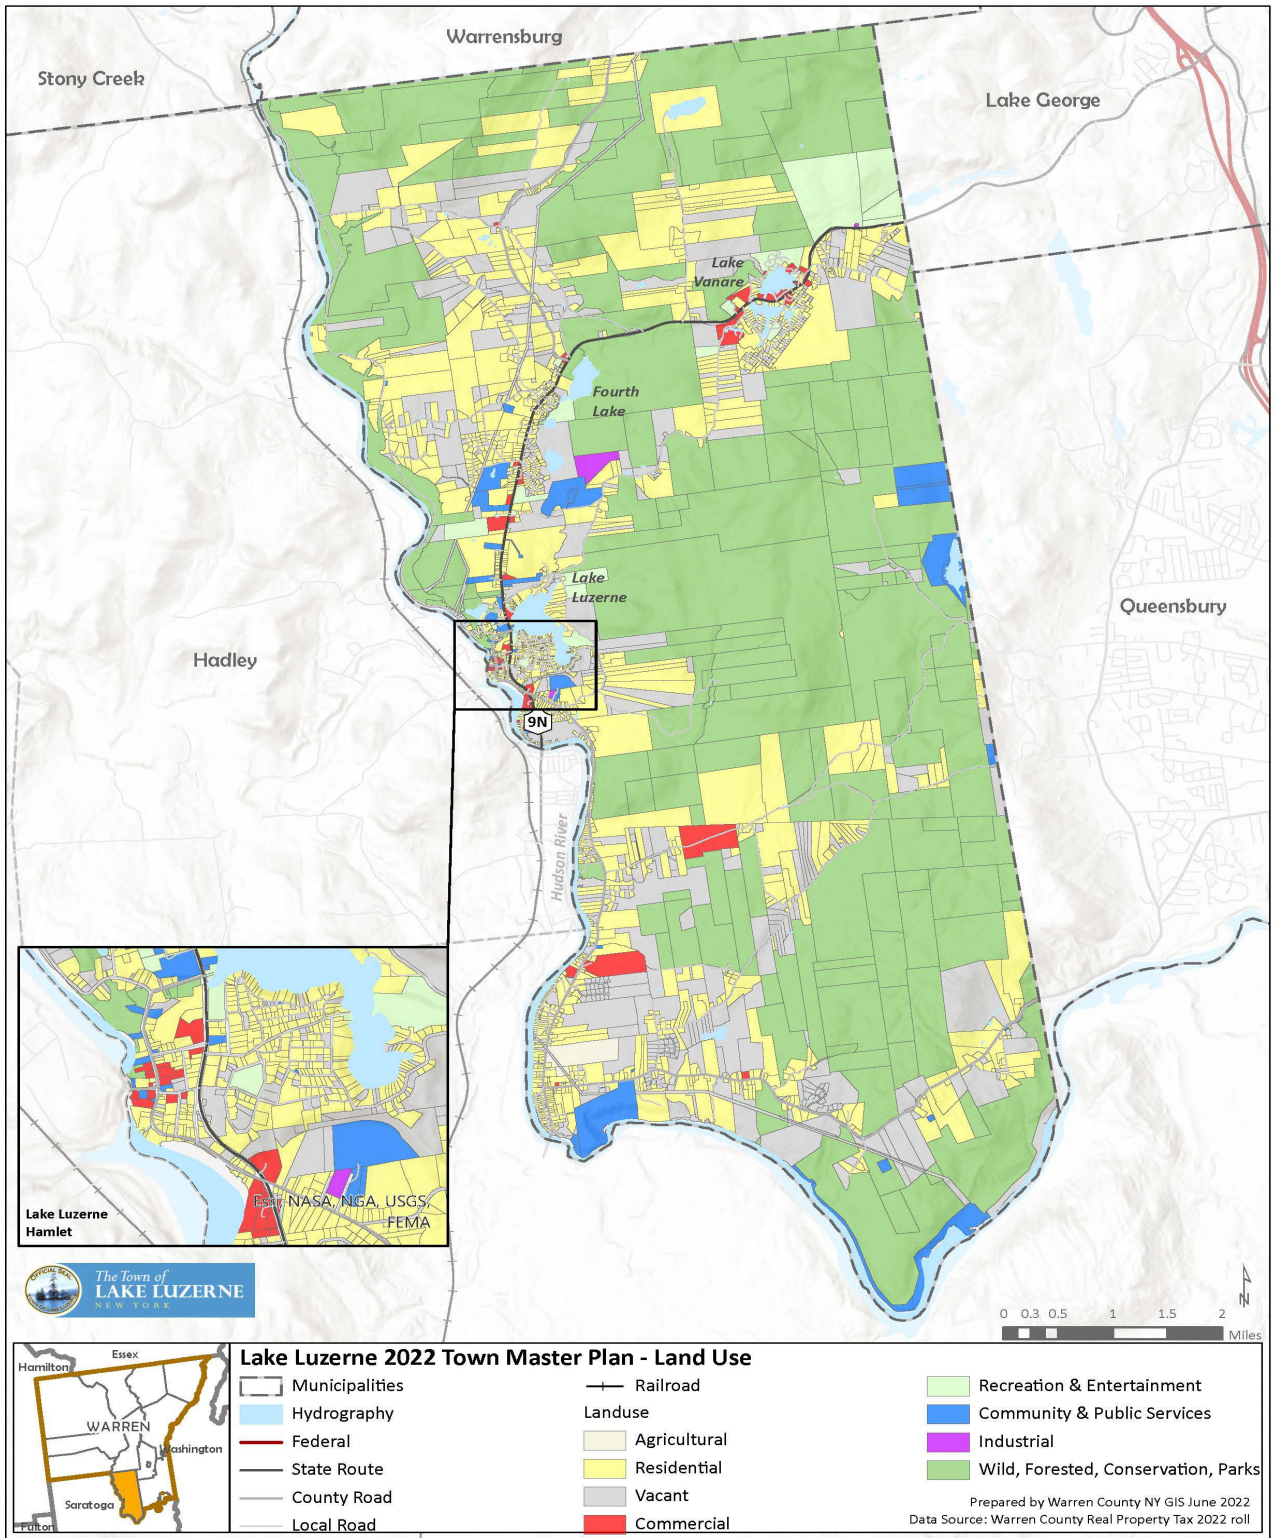 Warrensburg
Stony Creek
Lake George
Lake
Vanare
Fourth
Lake
Lake
Luzerne
Queensbury
Hadley
9N
Hudson River
Esri, NASA, NGA, USGS,
FEMA
Lake Luzerne
Hamlet
OFFICIAL SEAL
The Town of
LAKE LUZERNE
NEW YORK
N
0 0.3 0.5 1 1.5 2
Miles
Essex
Hamilton
WARREN
Washington
Saratoga
Fulton
Lake Luzerne 2022 Town Master Plan - Land Use
Municipalities
Hydrography
Federal
State Route
County Road
Local Road
Railroad
Landuse
Agricultural
Residential
Vacant
Commercial
Recreation & Entertainment
Community & Public Services
Industrial
Wild, Forested, Conservation, Parks
Prepared by Warren County NY GIS June 2022
Data Source: Warren County Real Property Tax 2022 roll